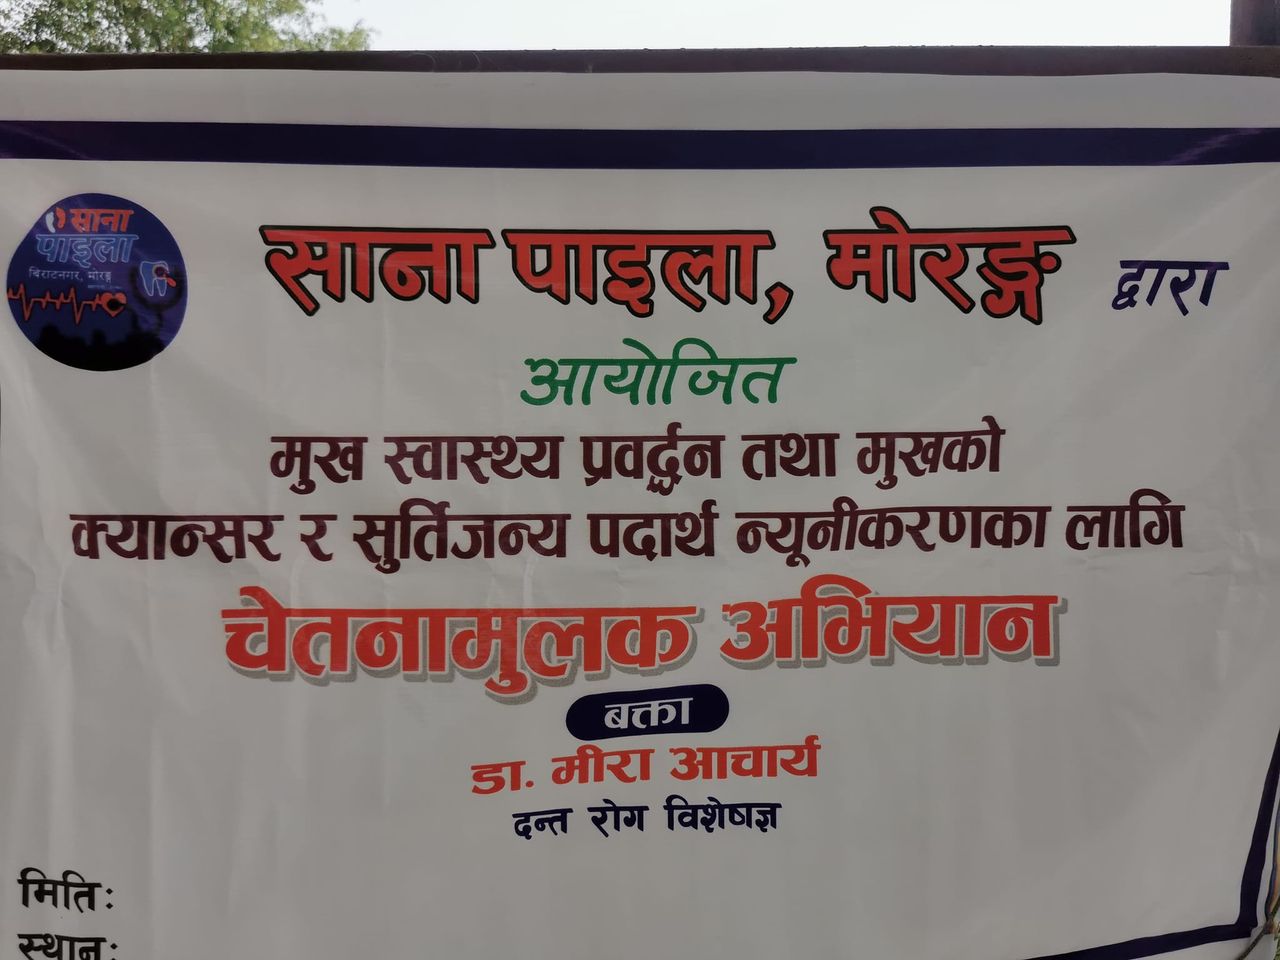 साना
पाइला
बिराटनगर, मोरङ्ग
साना पाइला, मोरङ्ग द्वारा
आयोजित
मुख स्वास्थ्य प्रवर्द्धन तथा मुखको
क्यान्सर र सुर्तिजन्य पदार्थ न्यूनीकरणका लागि
चेतनामुलक अभियान
बक्ता
डा. मीरा आचार्य
दन्त रोग विशेषज्ञ
मिति:
स्थान: